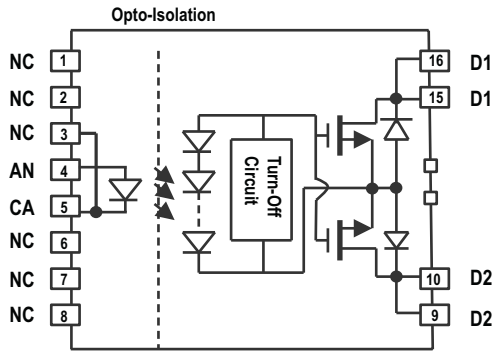 Opto-Isolation
NC 1
NC 2
NC 3
AN 4
CA 5
NC 6
NC 7
NC 8
Turn-Off
Circuit
16 D1
15 D1
10 D2
9 D2